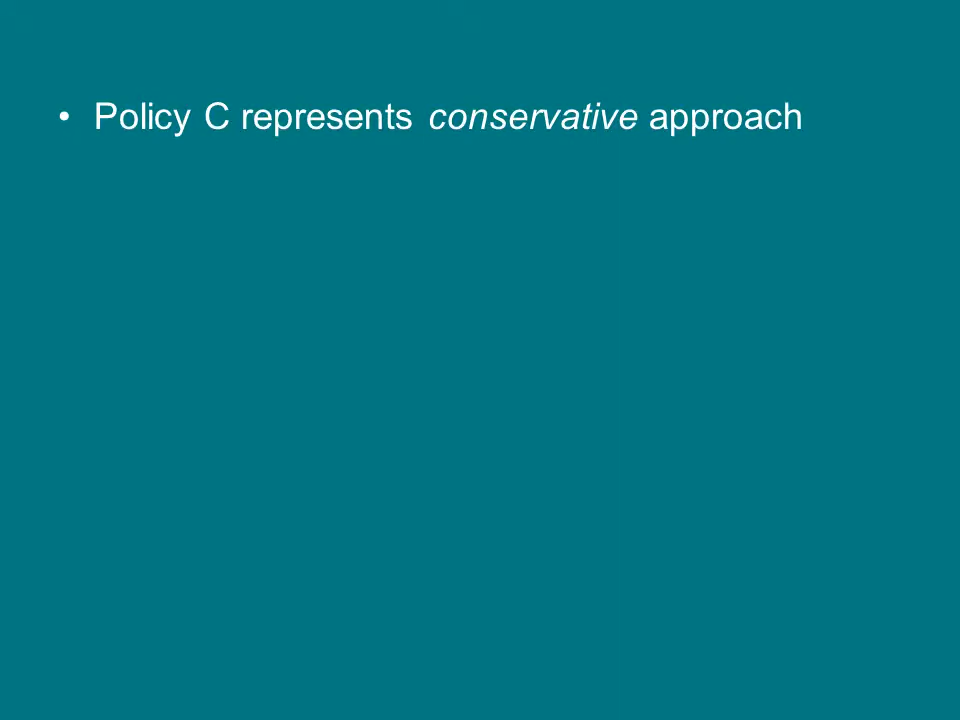 • Policy C represents conservative approach